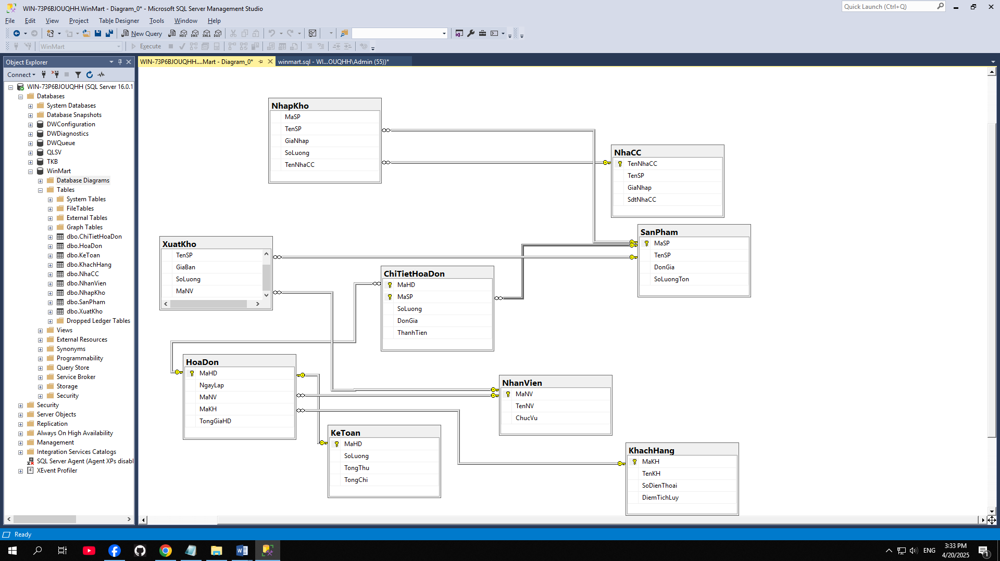 WIN-73P6BJOUQHH.WinMart - Diagram_0* - Microsoft SQL Server Management Studio
Quick Launch (Ctrl+Q)
File Edit View Project Table Designer Tools Window Help
New Query MDX DMX XMLA DAX
WinMart Execute
Object Explorer
WIN-73P6BJOUQHH....Mart - Diagram_0*
winmart.sql - WI...OUQHH\Admin (55))*
Connect
WIN-73P6BJOUQHH (SQL Server 16.0.1
Databases
System Databases
Database Snapshots
DWConfiguration
DWDiagnostics
DWQueue
QLSV
TKB
WinMart
Database Diagrams
Tables
System Tables
FileTables
External Tables
Graph Tables
dbo.ChiTietHoaDon
dbo.HoaDon
dbo.KeToan
dbo.KhachHang
dbo.NhaCC
dbo.NhanVien
dbo.NhapKho
dbo.SanPham
dbo.XuatKho
Dropped Ledger Tables
Views
External Resources
Synonyms
Programmability
Query Store
Service Broker
Storage
Security
Security
Server Objects
Replication
Always On High Availability
Management
Integration Services Catalogs
SQL Server Agent (Agent XPs disabl
XEvent Profiler
NhapKho
MaSP
TenSP
GiaNhap
SoLuong
TenNhaCC
NhaCC
TenNhaCC
TenSP
GiaNhap
SdtNhaCC
SanPham
MaSP
TenSP
DonGia
SoLuongTon
XuatKho
TenSP
GiaBan
SoLuong
MaNV
ChiTietHoaDon
MaHD
MaSP
SoLuong
DonGia
ThanhTien
HoaDon
MaHD
NgayLap
MaNV
MaKH
TongGiaHD
NhanVien
MaNV
TenNV
ChucVu
KeToan
MaHD
SoLuong
TongThu
TongChi
KhachHang
MaKH
TenKH
SoDienThoai
DiemTichLuy
Ready
ENG
3:33 PM
4/20/2025
1